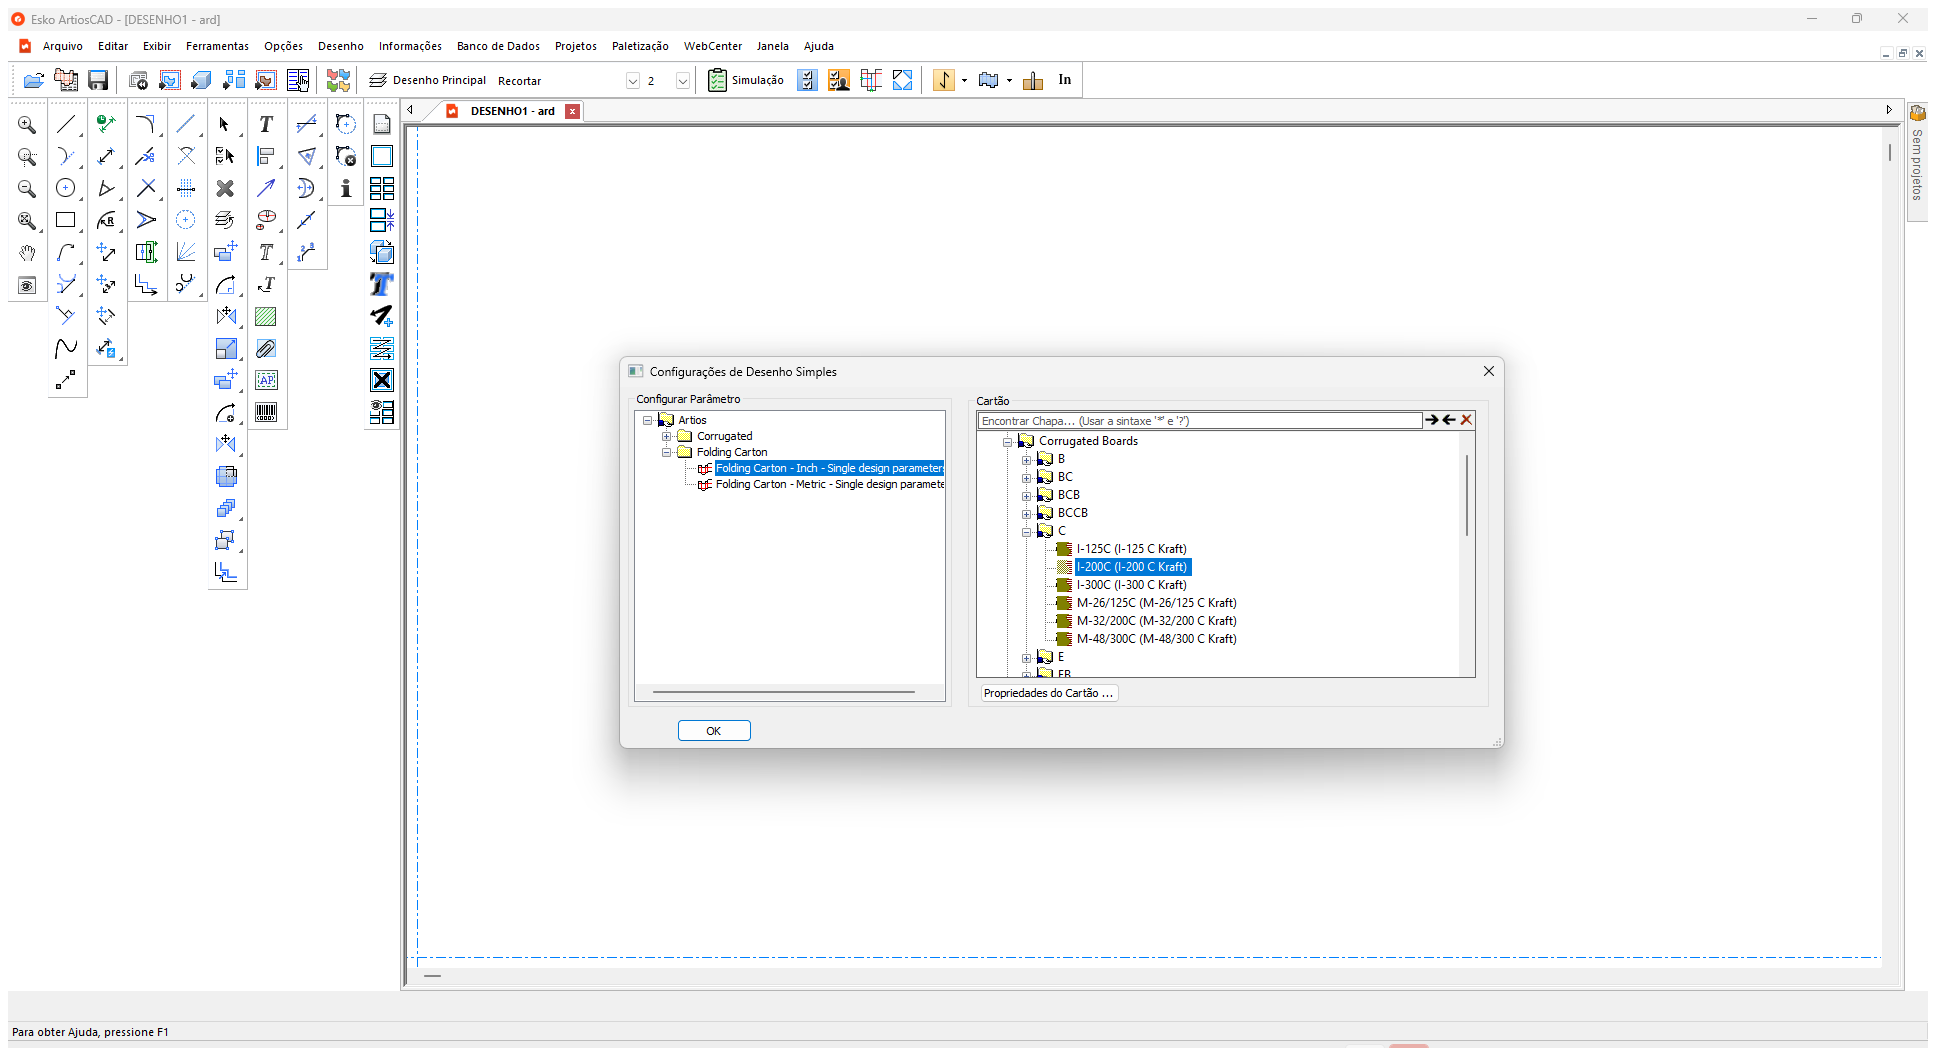 Esko ArtiosCAD - [DESENHO1 - ard]
Arquivo Editar Exibir Ferramentas Opções Desenho Informações Banco de Dados Projetos Paletização WebCenter Janela Ajuda
Desenho Principal Recortar 2 Simulação In
DESENHO1 - ard
Sem projetos
Configurações de Desenho Simples
Configurar Parâmetro
Artios
Corrugated
Folding Carton
Folding Carton - Inch - Single design parameters
Folding Carton - Metric - Single design paramete
Cartão
Encontrar Chapa... (Usar a sintaxe '*' e '?')
Corrugated Boards
B
BC
BCB
BCCB
C
I-125C (I-125 C Kraft)
I-200C (I-200 C Kraft)
I-300C (I-300 C Kraft)
M-26/125C (M-26/125 C Kraft)
M-32/200C (M-32/200 C Kraft)
M-48/300C (M-48/300 C Kraft)
E
EB
Propriedades do Cartão ...
OK
Para obter Ajuda, pressione F1